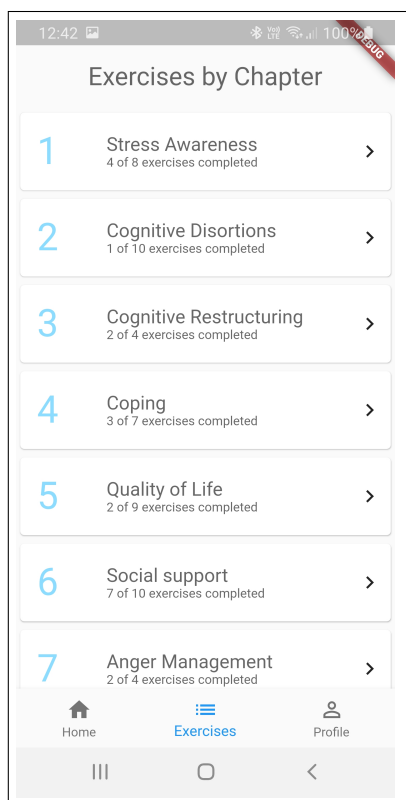 12:42
Vo)) LTE 100%
DEBUG
Exercises by Chapter
1
Stress Awareness
4 of 8 exercises completed
2
Cognitive Disortions
1 of 10 exercises completed
3
Cognitive Restructuring
2 of 4 exercises completed
4
Coping
3 of 7 exercises completed
5
Quality of Life
2 of 9 exercises completed
6
Social support
7 of 10 exercises completed
7
Anger Management
2 of 4 exercises completed
Home Exercises Profile